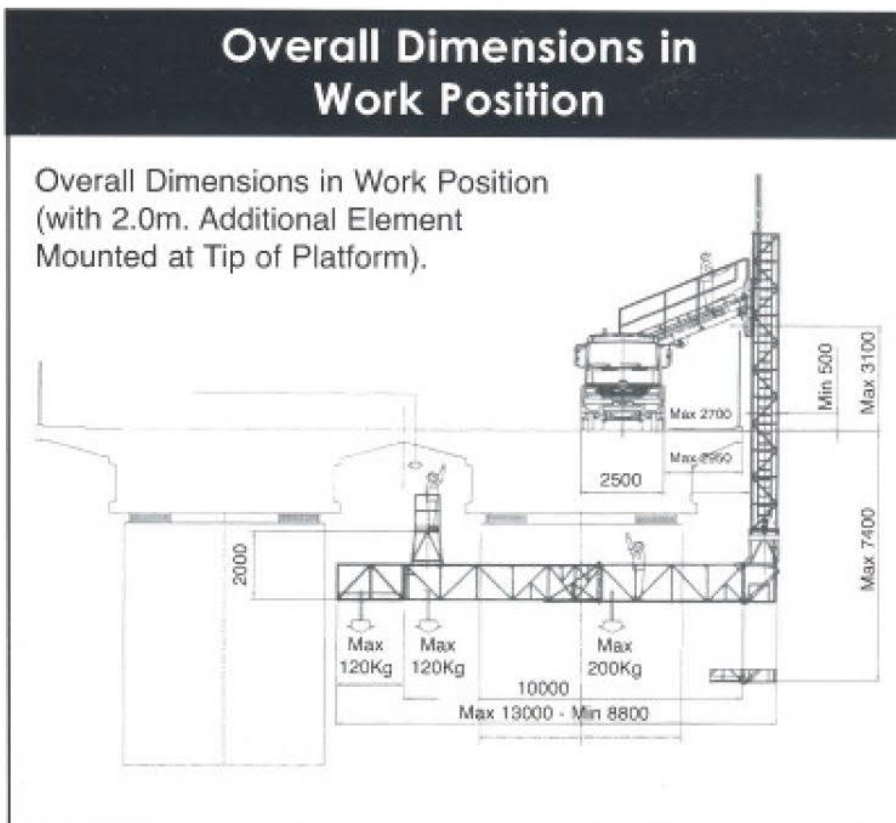 Overall Dimensions in
Work Position
Overall Dimensions in Work Position
(with 2.0m. Additional Element
Mounted at Tip of Platform).
Min 500
Max 3100
Max 2700
Max 2950
2500
2000
Max 7400
Max
120Kg
Max
120Kg
Max
200Kg
10000
Max 13000 - Min 8800